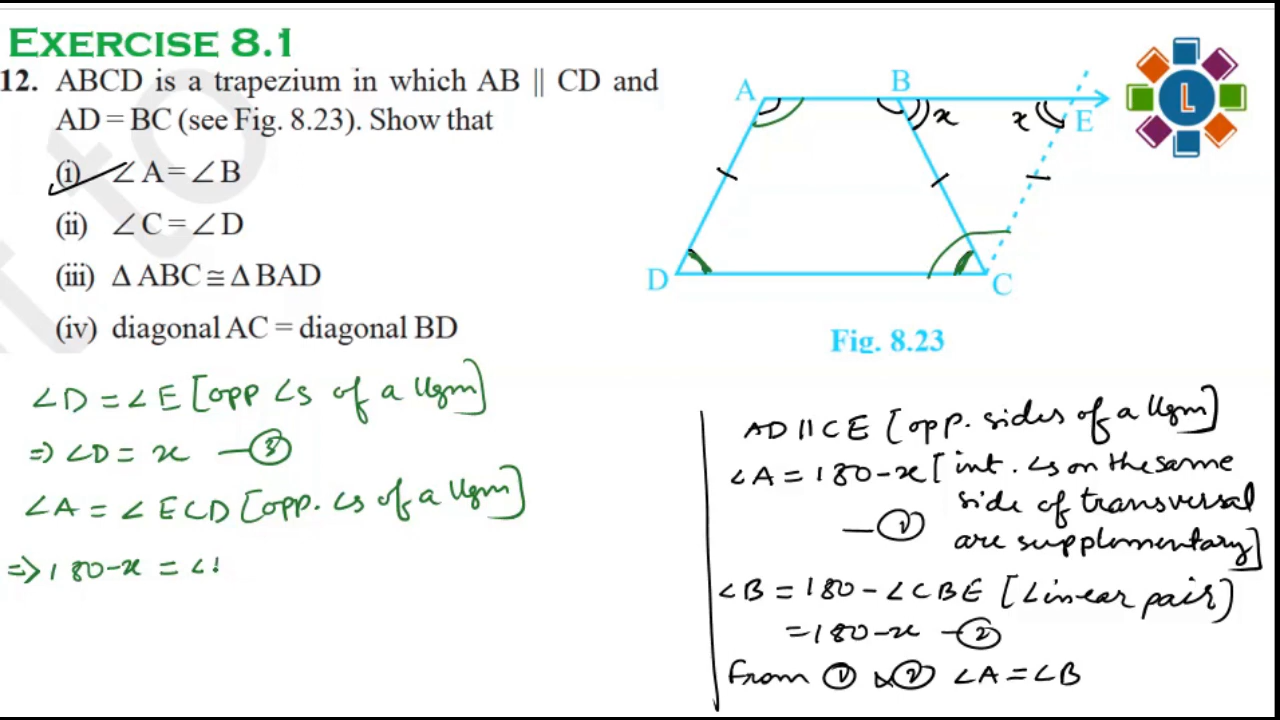 EXERCISE 8.1
12. ABCD is a trapezium in which AB || CD and
AD = BC (see Fig. 8.23). Show that
(i) ∠A = ∠B
(ii) ∠C = ∠D
(iii) Δ ABC ≅ Δ BAD
(iv) diagonal AC = diagonal BD
A B
x x E
D C
Fig. 8.23
L
∠D = ∠E [opp ∠s of a ||gm]
⇒ ∠D = x —③
∠A = ∠ECD [opp. ∠s of a ||gm]
⇒ 180-x = ∠
AD || CE [opp. sides of a ||gm]
∠A = 180-x [int. ∠s on the same
side of transversal
—① are supplementary]
∠B = 180-∠CBE [Linear pair]
= 180-x —②
from ① & ② ∠A = ∠B